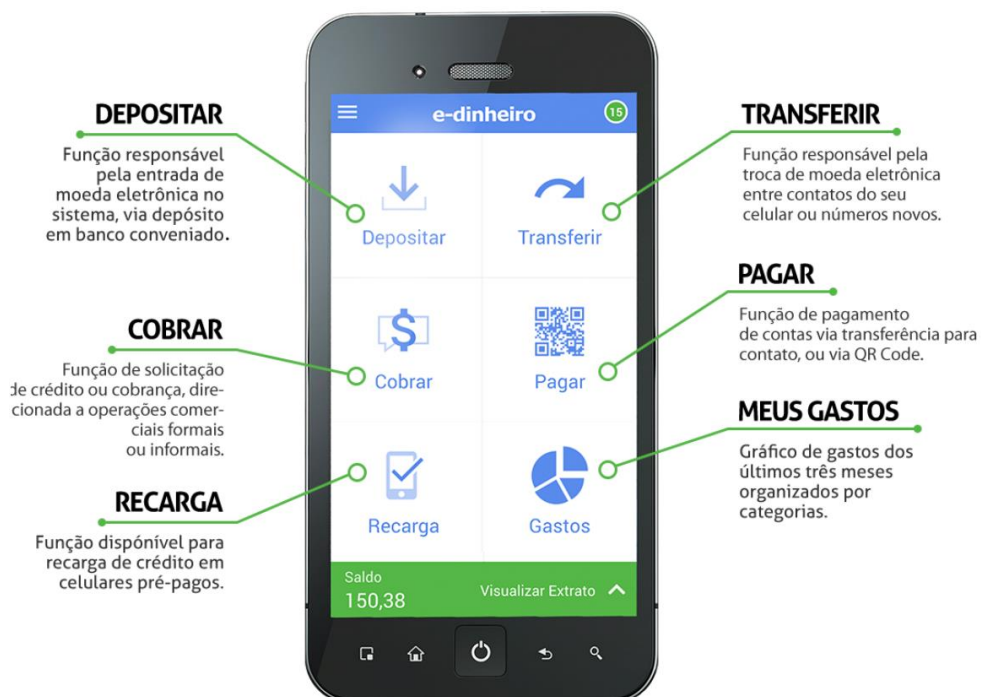 DEPOSITAR
Função responsável
pela entrada de
moeda eletrônica no
sistema, via depósito
em banco conveniado.
COBRAR
Função de solicitação
de crédito ou cobrança, dire-
cionada a operações comer-
ciais formais
ou informais.
RECARGA
Função dispónível para
recarga de crédito em
celulares pré-pagos.
e-dinheiro
15
Depositar
Transferir
Cobrar
Pagar
Recarga
Gastos
Saldo
150,38
Visualizar Extrato
TRANSFERIR
Função responsável pela
troca de moeda eletrônica
entre contatos do seu
celular ou números novos.
PAGAR
Função de pagamento
de contas via transferência para
contato, ou via QR Code.
MEUS GASTOS
Gráfico de gastos dos
últimos três meses
organizados por
categorias.